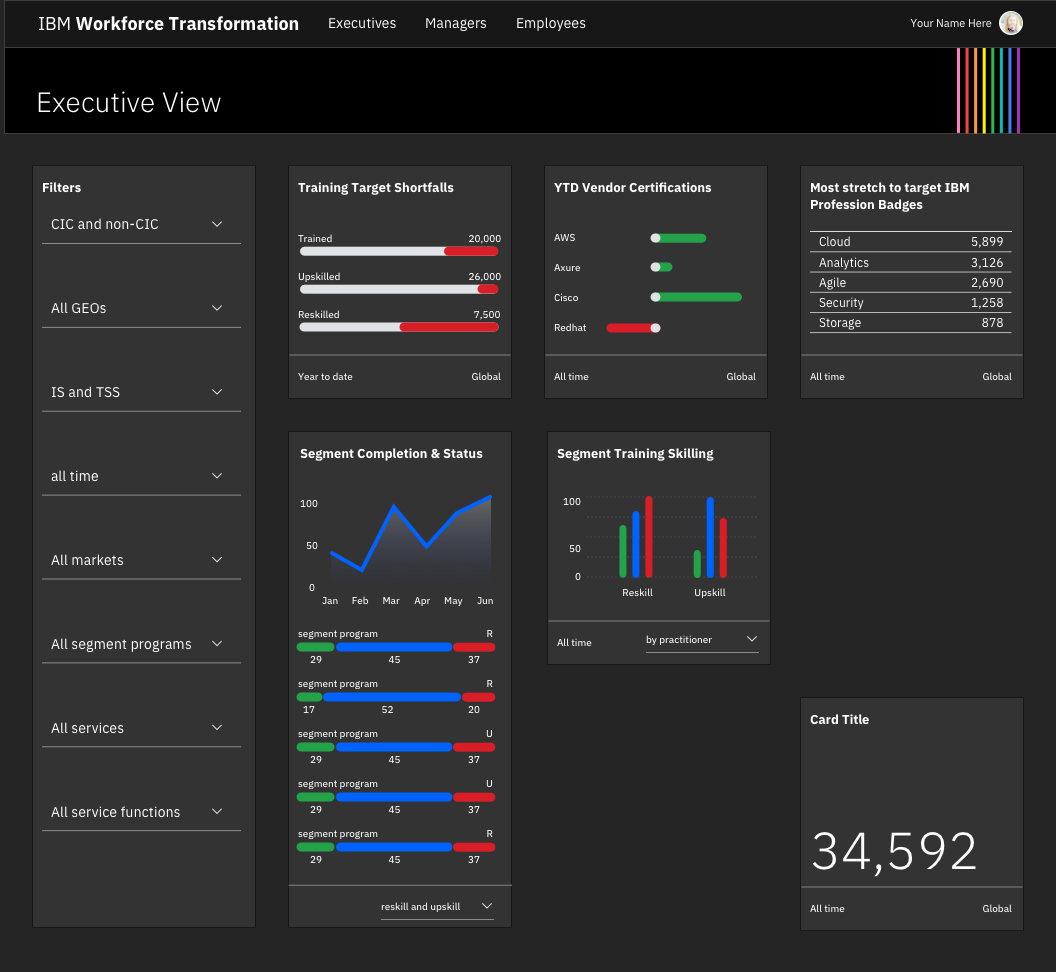 IBM Workforce Transformation
Executives
Managers
Employees
Your Name Here
Executive View
Filters
CIC and non-CIC
All GEOs
IS and TSS
all time
All markets
All segment programs
All services
All service functions
Training Target Shortfalls
Trained 20,000
Upskilled 26,000
Reskilled 7,500
Year to date Global
YTD Vendor Certifications
AWS
Axure
Cisco
Redhat
All time Global
Most stretch to target IBM
Profession Badges
Cloud 5,899
Analytics 3,126
Agile 2,690
Security 1,258
Storage 878
All time Global
Segment Completion & Status
100
50
0
Jan Feb Mar Apr May Jun
segment program R
29 45 37
segment program R
17 52 20
segment program U
29 45 37
segment program U
29 45 37
segment program R
29 45 37
reskill and upskill
Segment Training Skilling
100
50
0
Reskill Upskill
All time by practitioner
Card Title
34,592
All time Global